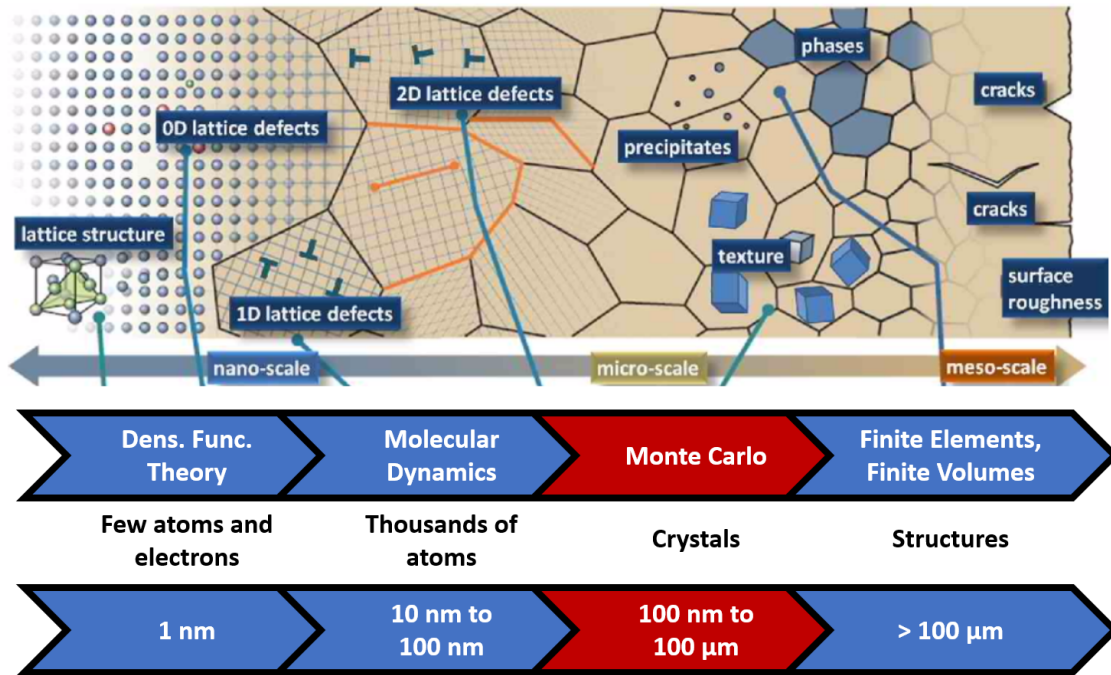 phases
2D lattice defects
cracks
0D lattice defects
precipitates
cracks
lattice structure
texture
surface
roughness
1D lattice defects
nano-scale
micro-scale
meso-scale
Dens. Func.
Theory
Molecular
Dynamics
Monte Carlo
Finite Elements,
Finite Volumes
Few atoms and
electrons
Thousands of
atoms
Crystals
Structures
1 nm
10 nm to
100 nm
100 nm to
100 µm
> 100 µm